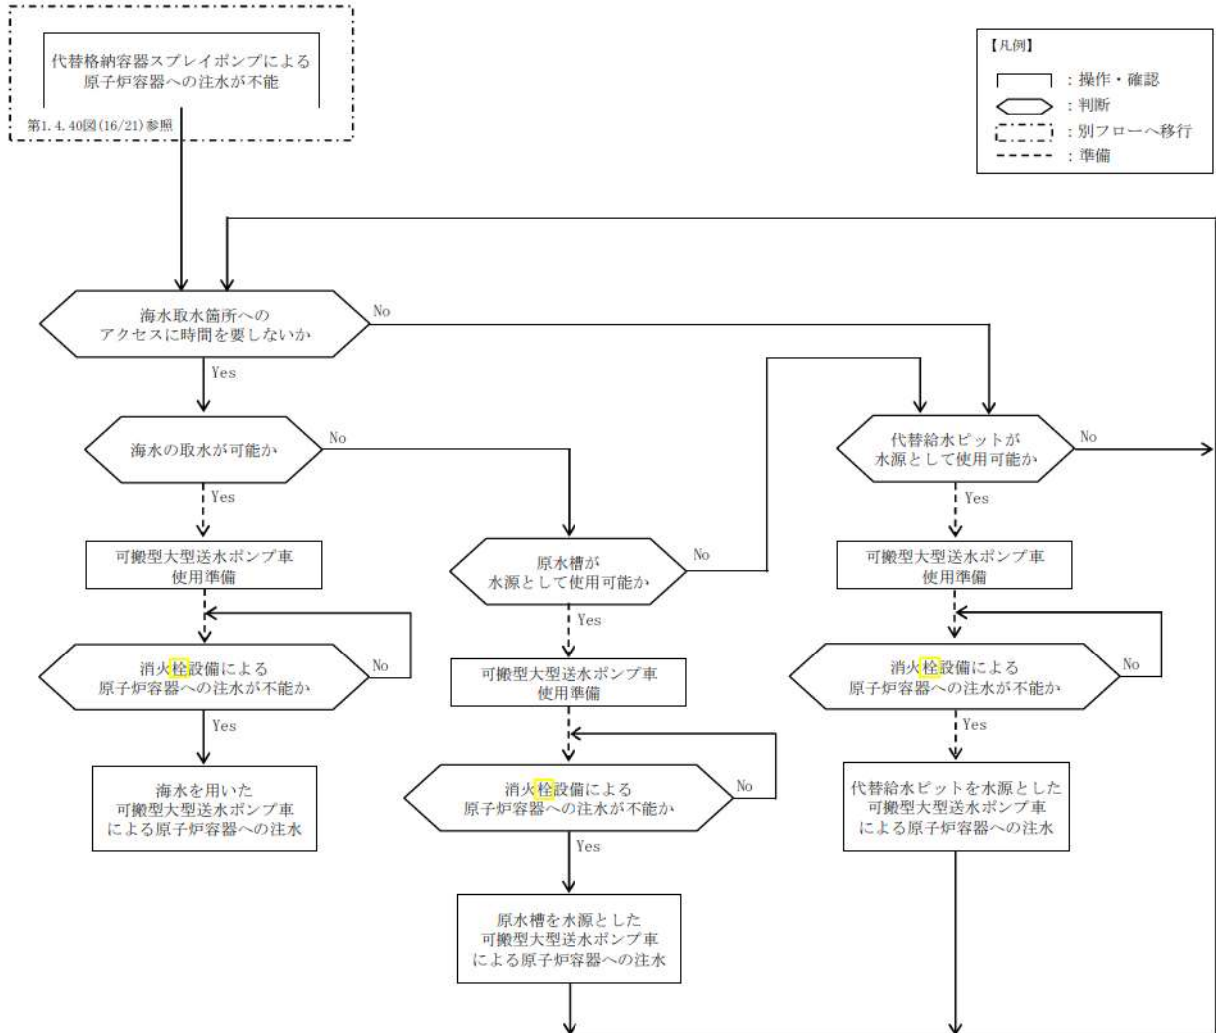 代替格納容器スプレイポンプによる
原子炉容器への注水が不能
第1.4.40図(16/21)参照
【凡例】
：操作・確認
：判断
：別フローへ移行
：準備
海水取水箇所への
アクセスに時間を要しないか
No
Yes
海水の取水が可能か
No
Yes
代替給水ピットが
水源として使用可能か
No
Yes
可搬型大型送水ポンプ車
使用準備
原水槽が
水源として使用可能か
No
Yes
可搬型大型送水ポンプ車
使用準備
消火栓設備による
原子炉容器への注水が不能か
No
Yes
可搬型大型送水ポンプ車
使用準備
消火栓設備による
原子炉容器への注水が不能か
No
Yes
海水を用いた
可搬型大型送水ポンプ車
による原子炉容器への注水
消火栓設備による
原子炉容器への注水が不能か
No
Yes
代替給水ピットを水源とした
可搬型大型送水ポンプ車
による原子炉容器への注水
原水槽を水源とした
可搬型大型送水ポンプ車
による原子炉容器への注水